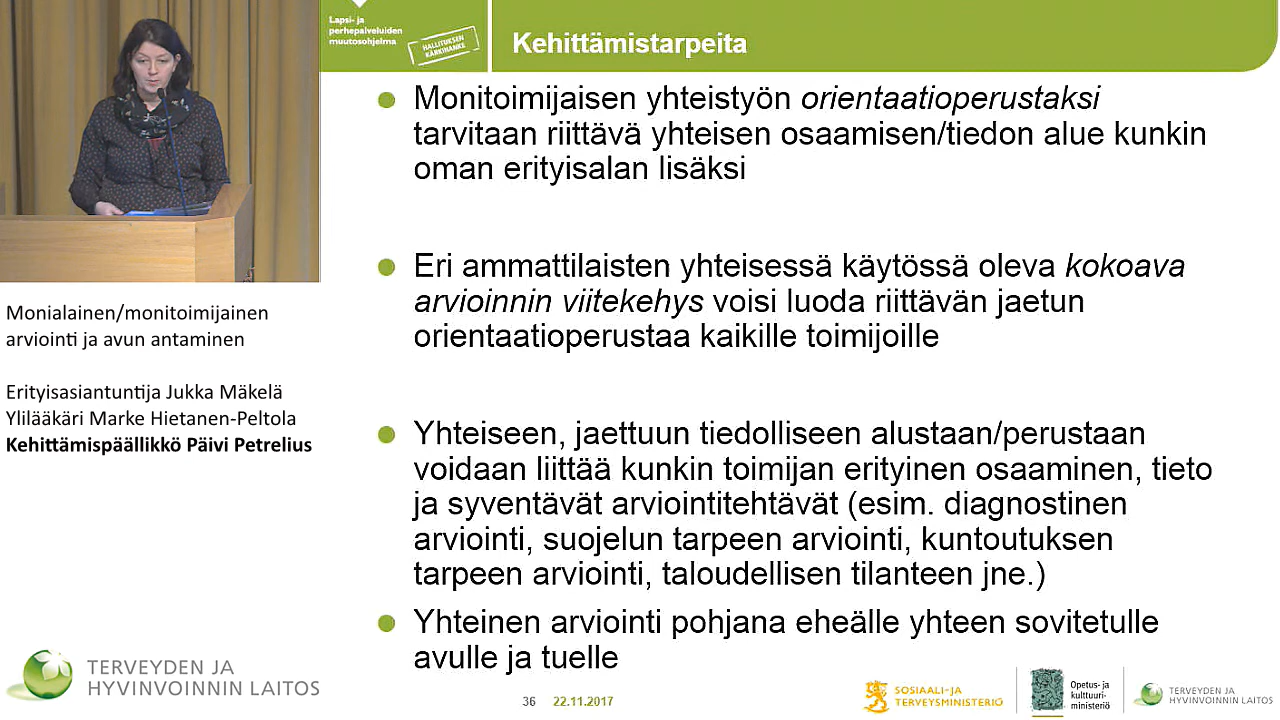 Lapsi- ja
perhepalveluiden
muutosohjelma
HALLITUKSEN
KÄRKIHANKE
Kehittämistarpeita
Monitoimijaisen yhteistyön orientaatioperustaksi
tarvitaan riittävä yhteisen osaamisen/tiedon alue kunkin
oman erityisalan lisäksi
Eri ammattilaisten yhteisessä käytössä oleva kokoava
arvioinnin viitekehys voisi luoda riittävän jaetun
orientaatioperustaa kaikille toimijoille
Yhteiseen, jaettuun tiedolliseen alustaan/perustaan
voidaan liittää kunkin toimijan erityinen osaaminen, tieto
ja syventävät arviointitehtävät (esim. diagnostinen
arviointi, suojelun tarpeen arviointi, kuntoutuksen
tarpeen arviointi, taloudellisen tilanteen jne.)
Yhteinen arviointi pohjana eheälle yhteen sovitetulle
avulle ja tuelle
Monialainen/monitoimijainen
arviointi ja avun antaminen
Erityisasiantuntija Jukka Mäkelä
Ylilääkäri Marke Hietanen-Peltola
Kehittämispäällikkö Päivi Petrelius
TERVEYDEN JA
HYVINVOINNIN LAITOS
36 22.11.2017
SOSIAALI- JA
TERVEYSMINISTERIÖ
Opetus- ja
kulttuuri-
ministeriö
TERVEYDEN JA
HYVINVOINNIN LAITOS